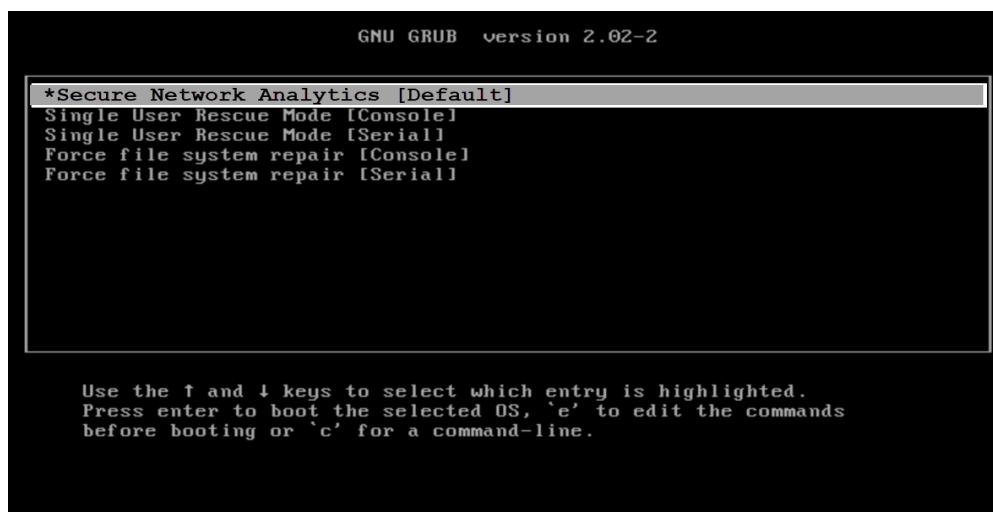 GNU GRUB version 2.02-2
*Secure Network Analytics [Default]
Single User Rescue Mode [Console]
Single User Rescue Mode [Serial]
Force file system repair [Console]
Force file system repair [Serial]
Use the ↑ and ↓ keys to select which entry is highlighted.
Press enter to boot the selected OS, `e' to edit the commands
before booting or `c' for a command-line.